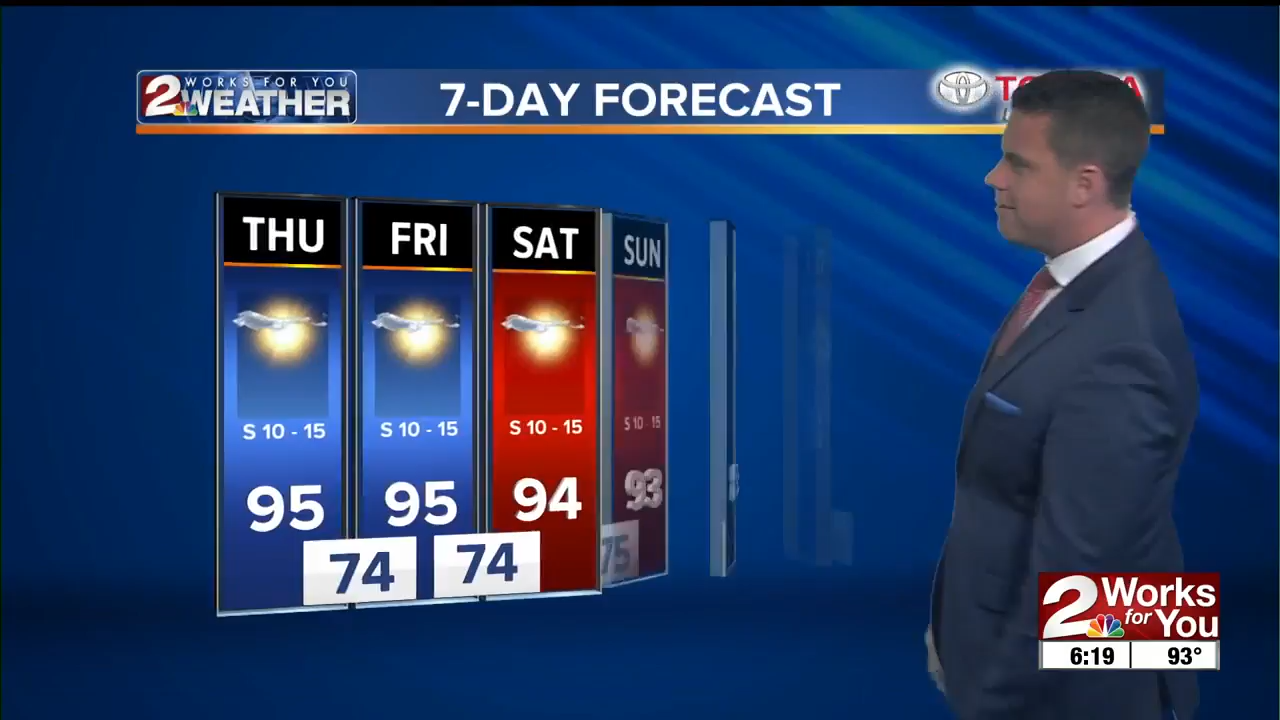 2 WORKS FOR YOU
WEATHER
7-DAY FORECAST
THU FRI SAT SUN
S 10 - 15 S 10 - 15 S 10 - 15 S 10 - 15
95 95 94 93
74 74 75
2 Works
for You
6:19 93°